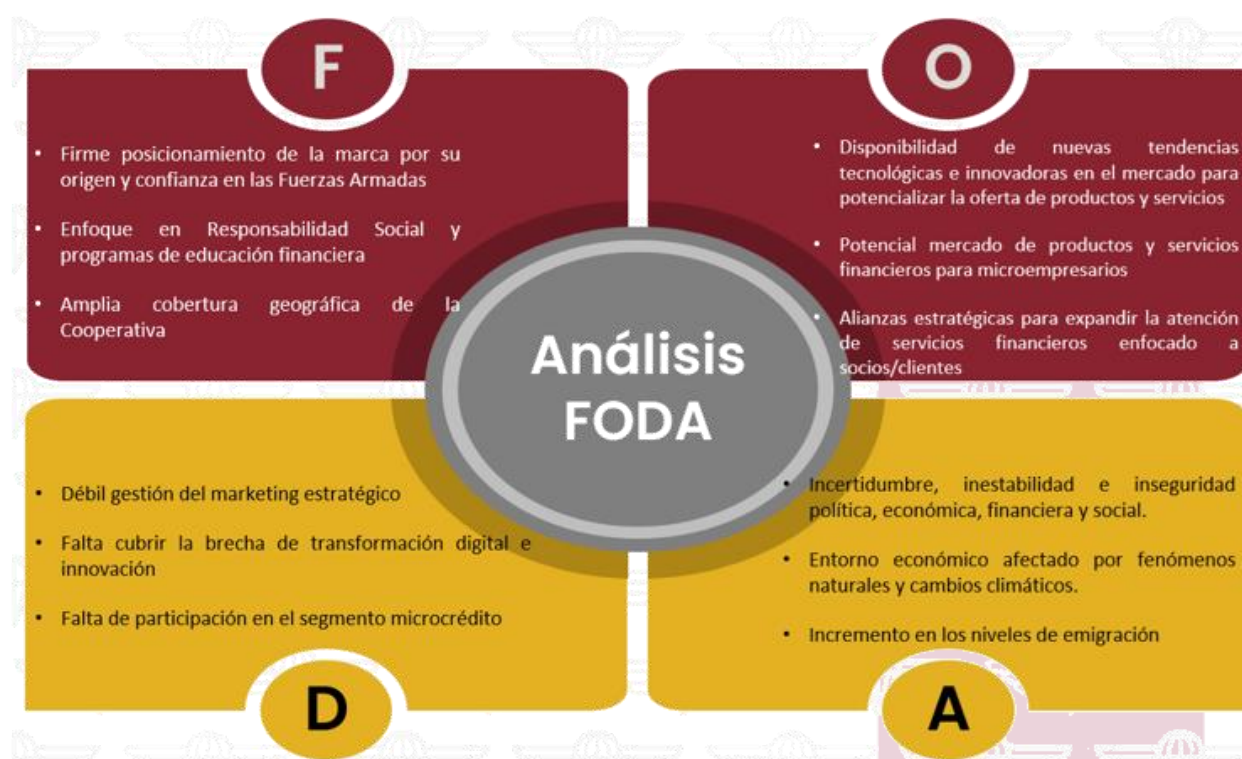 F
• Firme posicionamiento de la marca por su
origen y confianza en las Fuerzas Armadas
• Enfoque en Responsabilidad Social y
programas de educación financiera
• Amplia cobertura geográfica de la
Cooperativa
O
• Disponibilidad de nuevas tendencias
tecnológicas e innovadoras en el mercado para
potencializar la oferta de productos y servicios
• Potencial mercado de productos y servicios
financieros para microempresarios
• Alianzas estratégicas para expandir la atención
de servicios financieros enfocado a
socios/clientes
Análisis
FODA
• Débil gestión del marketing estratégico
• Falta cubrir la brecha de transformación digital e
innovación
• Falta de participación en el segmento microcrédito
D
• Incertidumbre, inestabilidad e inseguridad
política, económica, financiera y social.
• Entorno económico afectado por fenómenos
naturales y cambios climáticos.
• Incremento en los niveles de emigración
A